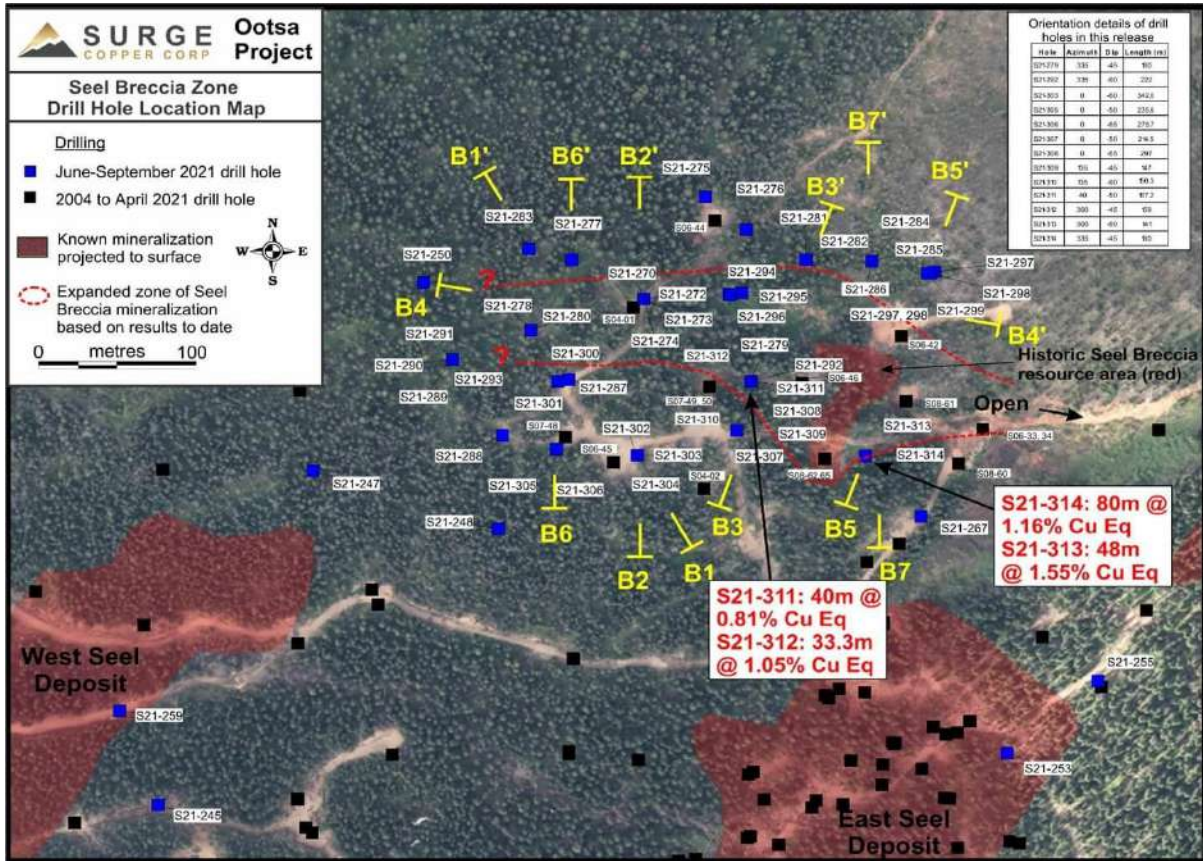 SURGE
COPPER CORP
Ootsa
Project
Seel Breccia Zone
Drill Hole Location Map
Drilling
June-September 2021 drill hole
2004 to April 2021 drill hole
Known mineralization
projected to surface
N
W E
S
Expanded zone of Seel
Breccia mineralization
based on results to date
0 metres 100
Orientation details of drill
holes in this release
Hole Azimuth Dip Length (m)
B1'
B6'
B2'
B7'
B3'
B5'
S21-275
S21-276
S21-283
S21-277
S06-44
S21-281
S21-282
S21-284
S21-285
S21-297
S21-298
S21-250
B4
?
S21-278
S21-270
S21-272
S21-294
S21-295
S21-286
S21-280
S04-01
S21-273
S21-296
S21-297, 298
S21-299
B4'
S21-291
S21-274
S21-279
S06-42
S21-290
S21-293
?
S21-300
S21-312
S21-292
S06-46
Historic Seel Breccia
resource area (red)
S21-289
S21-287
S21-311
S21-301
S07-49, 50
S21-308
S08-61
Open
S07-48
S21-302
S21-310
S21-309
S21-313
S06-33, 34
S21-288
S06-45
S21-303
S21-307
S21-314
S21-247
S21-305
S21-306
S21-304
S04-02
S08-62,65
S08-60
S21-248
B6
B2
B1
B3
B5
B7
S21-267
S21-314: 80m @
1.16% Cu Eq
S21-313: 48m
@ 1.55% Cu Eq
S21-311: 40m @
0.81% Cu Eq
S21-312: 33.3m
@ 1.05% Cu Eq
West Seel
Deposit
S21-259
S21-255
S21-253
S21-245
East Seel
Deposit